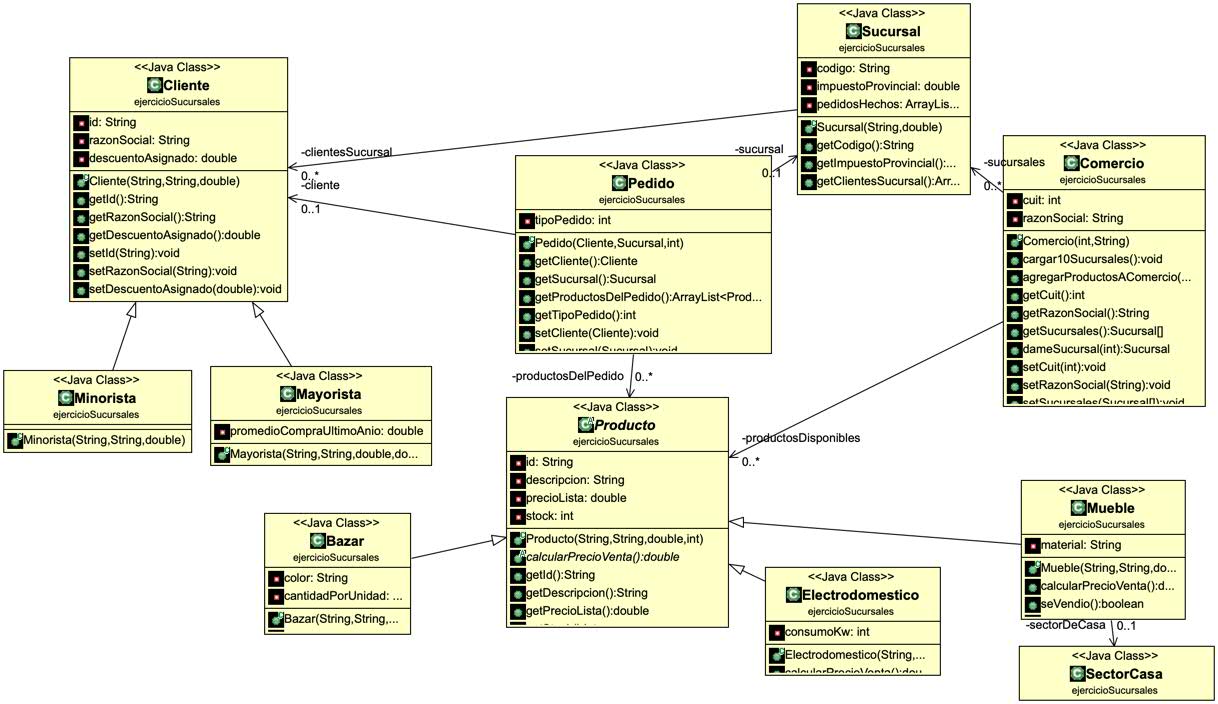 <<Java Class>>
Sucursal
ejercicioSucursales
codigo: String
impuestoProvincial: double
pedidosHechos: ArrayLis...
Sucursal(String,double)
getCodigo():String
getImpuestoProvincial():...
getClientesSucursal():Arr...
<<Java Class>>
Cliente
ejercicioSucursales
id: String
razonSocial: String
descuentoAsignado: double
Cliente(String,String,double)
getId():String
getRazonSocial():String
getDescuentoAsignado():double
setId(String):void
setRazonSocial(String):void
setDescuentoAsignado(double):void
-clientesSucursal
0..*
-cliente
0..1
<<Java Class>>
Pedido
ejercicioSucursales
tipoPedido: int
Pedido(Cliente,Sucursal,int)
getCliente():Cliente
getSucursal():Sucursal
getProductosDelPedido():ArrayList<Prod...
getTipoPedido():int
setCliente(Cliente):void
setSucursal(Sucursal):void
-sucursal
0..1
-sucursales
0..*
<<Java Class>>
Comercio
ejercicioSucursales
cuit: int
razonSocial: String
Comercio(int,String)
cargar10Sucursales():void
agregarProductosAComercio(...
getCuit():int
getRazonSocial():String
getSucursales():Sucursal[]
dameSucursal(int):Sucursal
setCuit(int):void
setRazonSocial(String):void
setSucursales(Sucursal[]):void
<<Java Class>>
Minorista
ejercicioSucursales
Minorista(String,String,double)
<<Java Class>>
Mayorista
ejercicioSucursales
promedioCompraUltimoAnio: double
Mayorista(String,String,double,do...
-productosDelPedido
0..*
-productosDisponibles
0..*
<<Java Class>>
Producto
ejercicioSucursales
id: String
descripcion: String
precioLista: double
stock: int
Producto(String,String,double,int)
calcularPrecioVenta():double
getId():String
getDescripcion():String
getPrecioLista():double
<<Java Class>>
Bazar
ejercicioSucursales
color: String
cantidadPorUnidad: ...
Bazar(String,String,...
<<Java Class>>
Electrodomestico
ejercicioSucursales
consumoKw: int
Electrodomestico(String,...
calcularPrecioVenta():dou...
<<Java Class>>
Mueble
ejercicioSucursales
material: String
Mueble(String,String,do...
calcularPrecioVenta():d...
seVendio():boolean
-sectorDeCasa
0..1
<<Java Class>>
SectorCasa
ejercicioSucursales